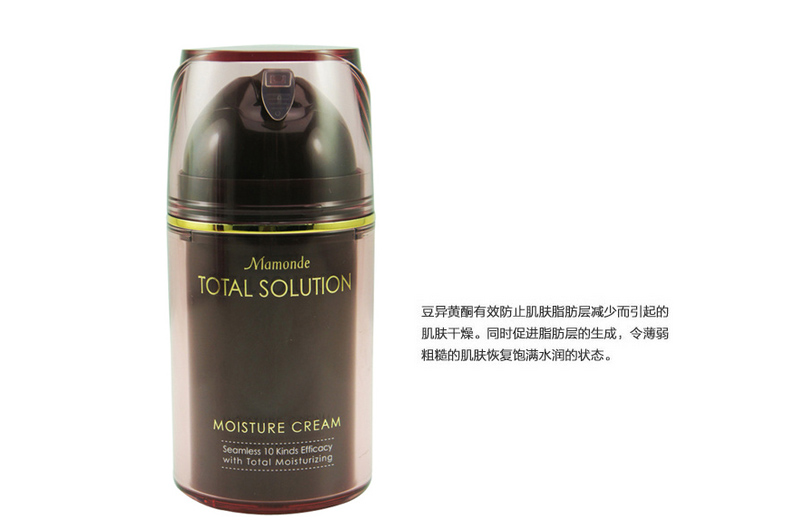 Mamonde
TOTAL SOLUTION
MOISTURE CREAM
Seamless 10 Kinds Efficacy
with Total Moisturizing
豆异黄酮有效防止肌肤脂肪层减少而引起的
肌肤干燥。同时促进脂肪层的生成，令薄弱
粗糙的肌肤恢复饱满水润的状态。